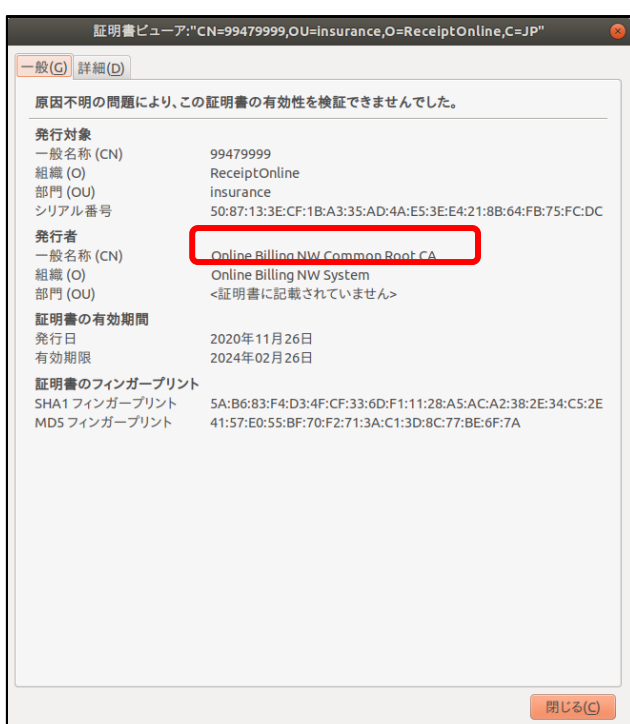 証明書ビューア:"CN=99479999,OU=insurance,O=ReceiptOnline,C=JP"
一般(G) 詳細(D)
原因不明の問題により、この証明書の有効性を検証できませんでした。
発行対象
一般名称 (CN) 99479999
組織 (O) ReceiptOnline
部門 (OU) insurance
シリアル番号 50:87:13:3E:CF:1B:A3:35:AD:4A:E5:3E:E4:21:8B:64:FB:75:FC:DC
発行者
一般名称 (CN) Online Billing NW Common Root CA
組織 (O) Online Billing NW System
部門 (OU) <証明書に記載されていません>
証明書の有効期間
発行日 2020年11月26日
有効期限 2024年02月26日
証明書のフィンガープリント
SHA1 フィンガープリント 5A:B6:83:F4:D3:4F:CF:33:6D:F1:11:28:A5:AC:A2:38:2E:34:C5:2E
MD5 フィンガープリント 41:57:E0:55:BF:70:F2:71:3A:C1:3D:8C:77:BE:6F:7A
閉じる(C)